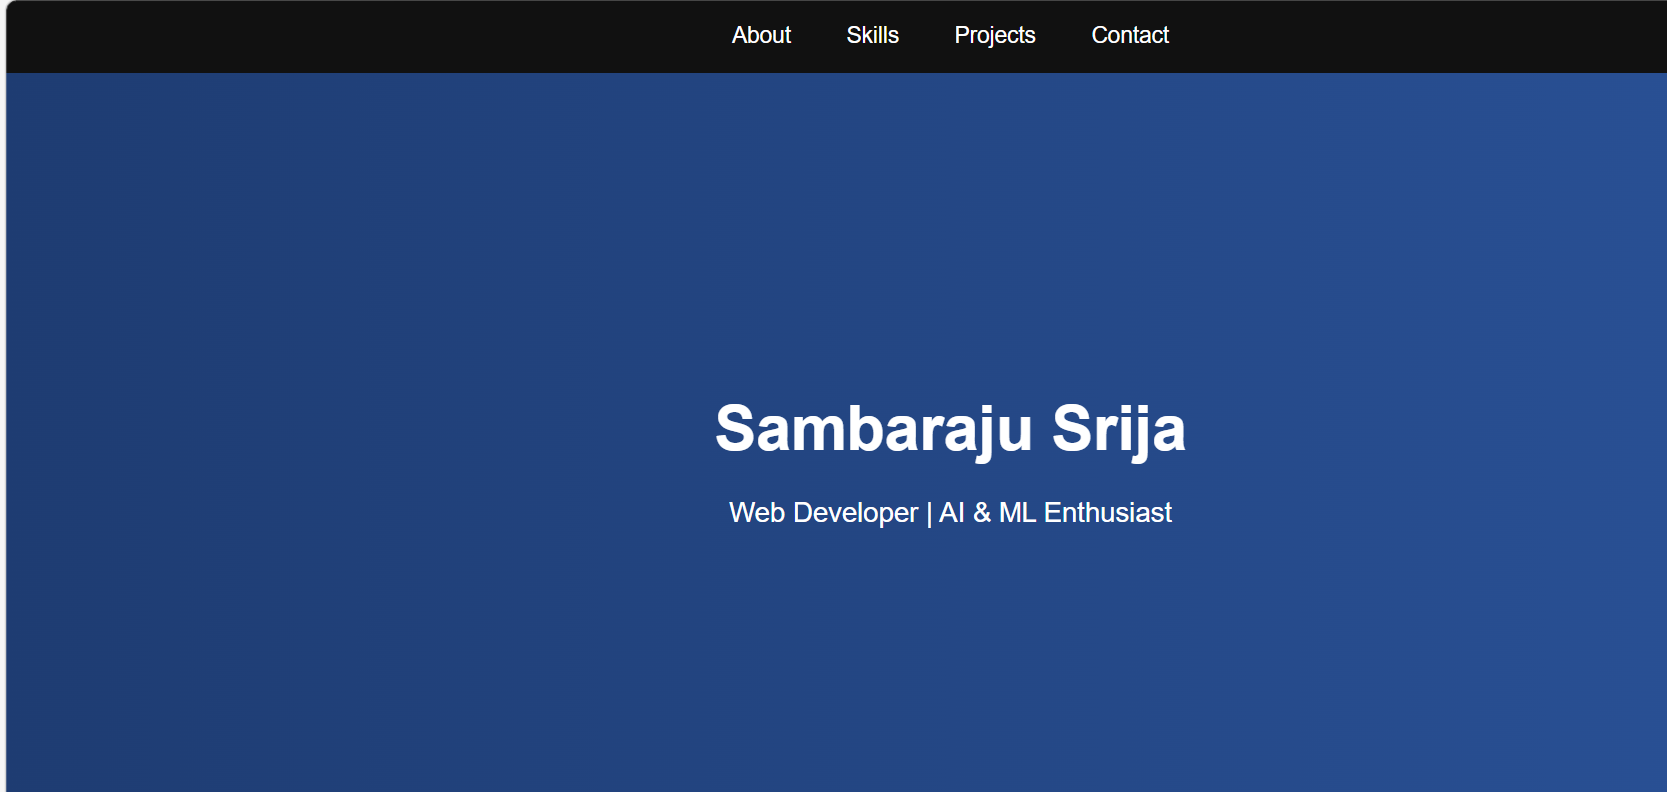 About Skills Projects Contact
Sambaraju Srija
Web Developer | AI & ML Enthusiast